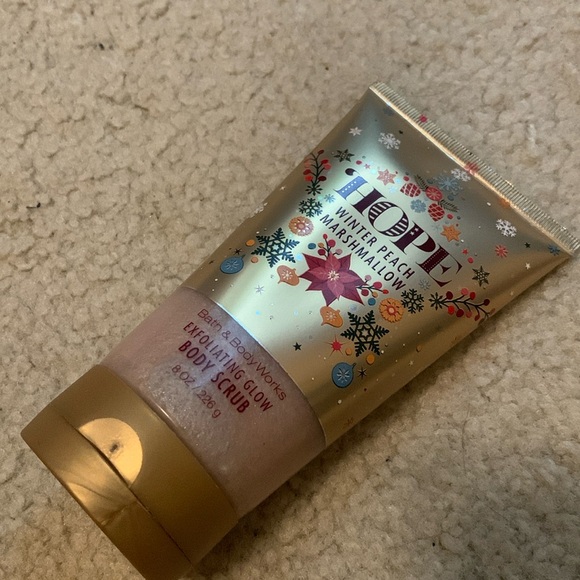 HOPE
WINTER PEACH
MARSHMALLOW
Bath & Body Works
EXFOLIATING GLOW
BODY SCRUB
8 OZ. 226 g